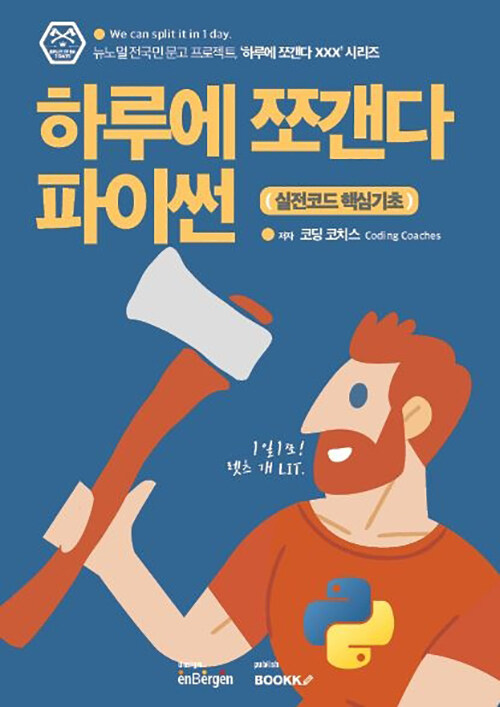 We can split it in 1 day.
뉴노멀 전국민 문고 프로젝트, '하루에 쪼갠다 XXX' 시리즈
하루에 쪼갠다
파이썬
( 실전코드 핵심기초 )
저자 코딩 코치스 Coding Coaches
1일1쪼!
댓츠 개 LIT.
publish
enBergen
BOOKK